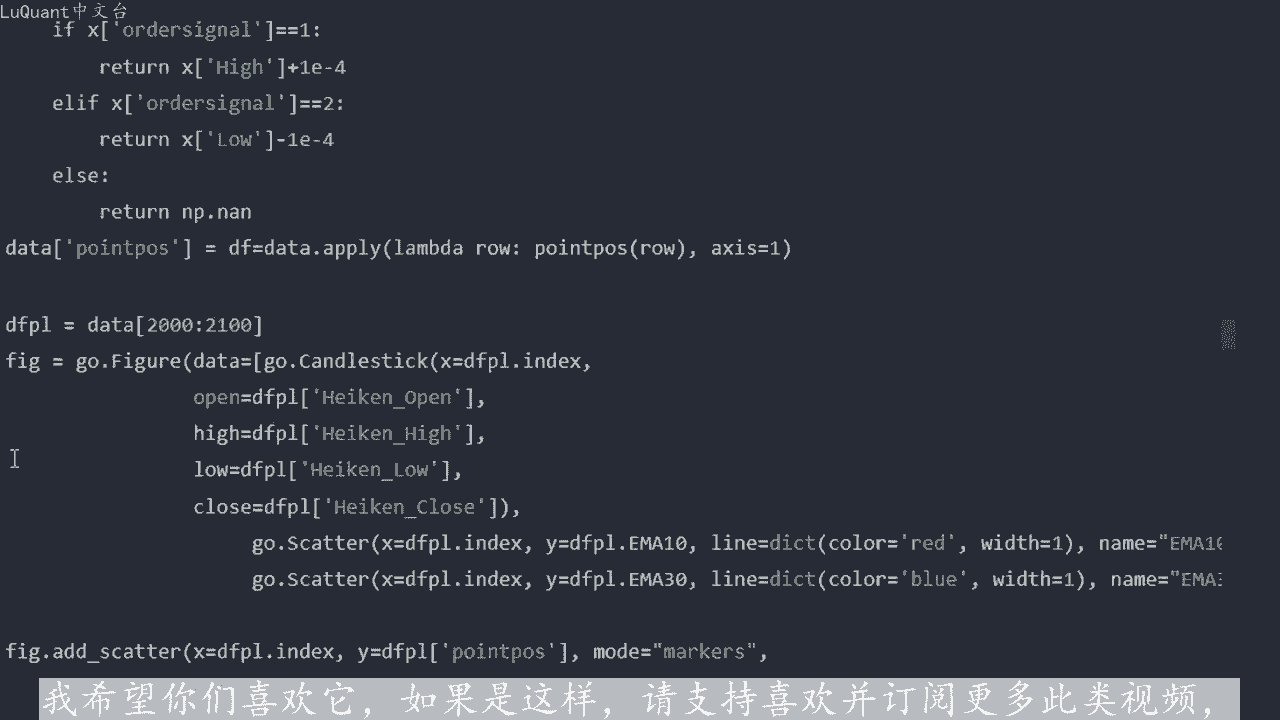 LuQuant中文台
if x['ordersignal']==1:
return x['High']+1e-4
elif x['ordersignal']==2:
return x['Low']-1e-4
else:
return np.nan
data['pointpos'] = df=data.apply(lambda row: pointpos(row), axis=1)
dfpl = data[2000:2100]
fig = go.Figure(data=[go.Candlestick(x=dfpl.index,
open=dfpl['Heiken_Open'],
high=dfpl['Heiken_High'],
low=dfpl['Heiken_Low'],
close=dfpl['Heiken_Close']),
go.Scatter(x=dfpl.index, y=dfpl.EMA10, line=dict(color='red', width=1), name="EMA10
go.Scatter(x=dfpl.index, y=dfpl.EMA30, line=dict(color='blue', width=1), name="EMA3
fig.add_scatter(x=dfpl.index, y=dfpl['pointpos'], mode="markers",
我希望你们喜欢它，如果是这样，请支持喜欢并订阅更多此类视频，